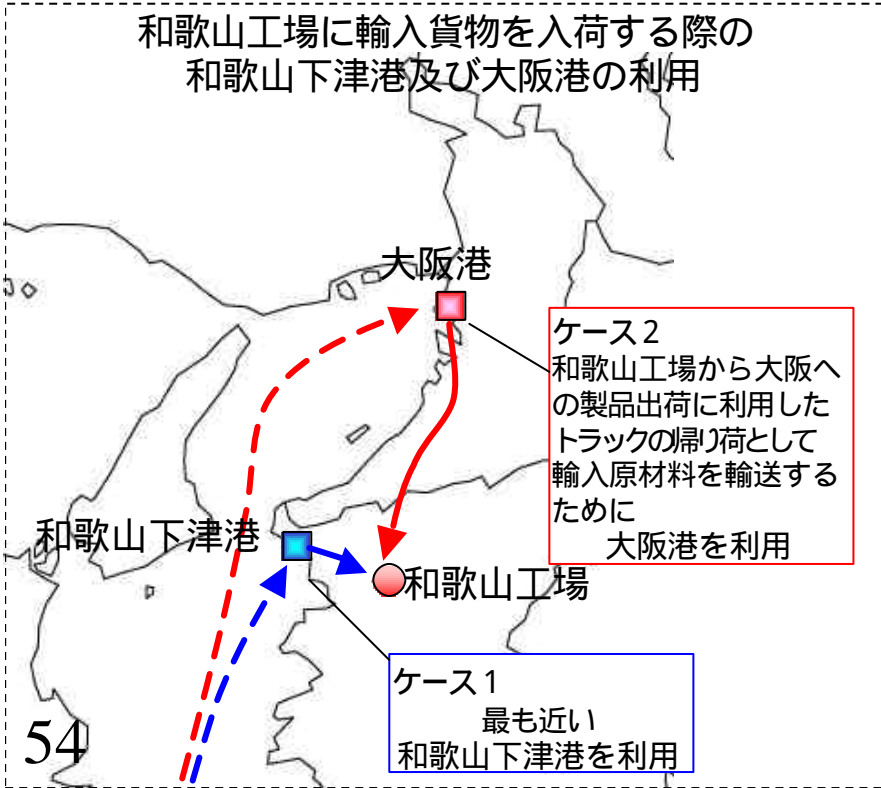 和歌山工場に輸入貨物を入荷する際の
和歌山下津港及び大阪港の利用
大阪港
ケース2
和歌山工場から大阪へ
の製品出荷に利用した
トラックの帰り荷として
輸入原材料を輸送する
ために
大阪港を利用
和歌山下津港
和歌山工場
ケース1
最も近い
和歌山下津港を利用
54